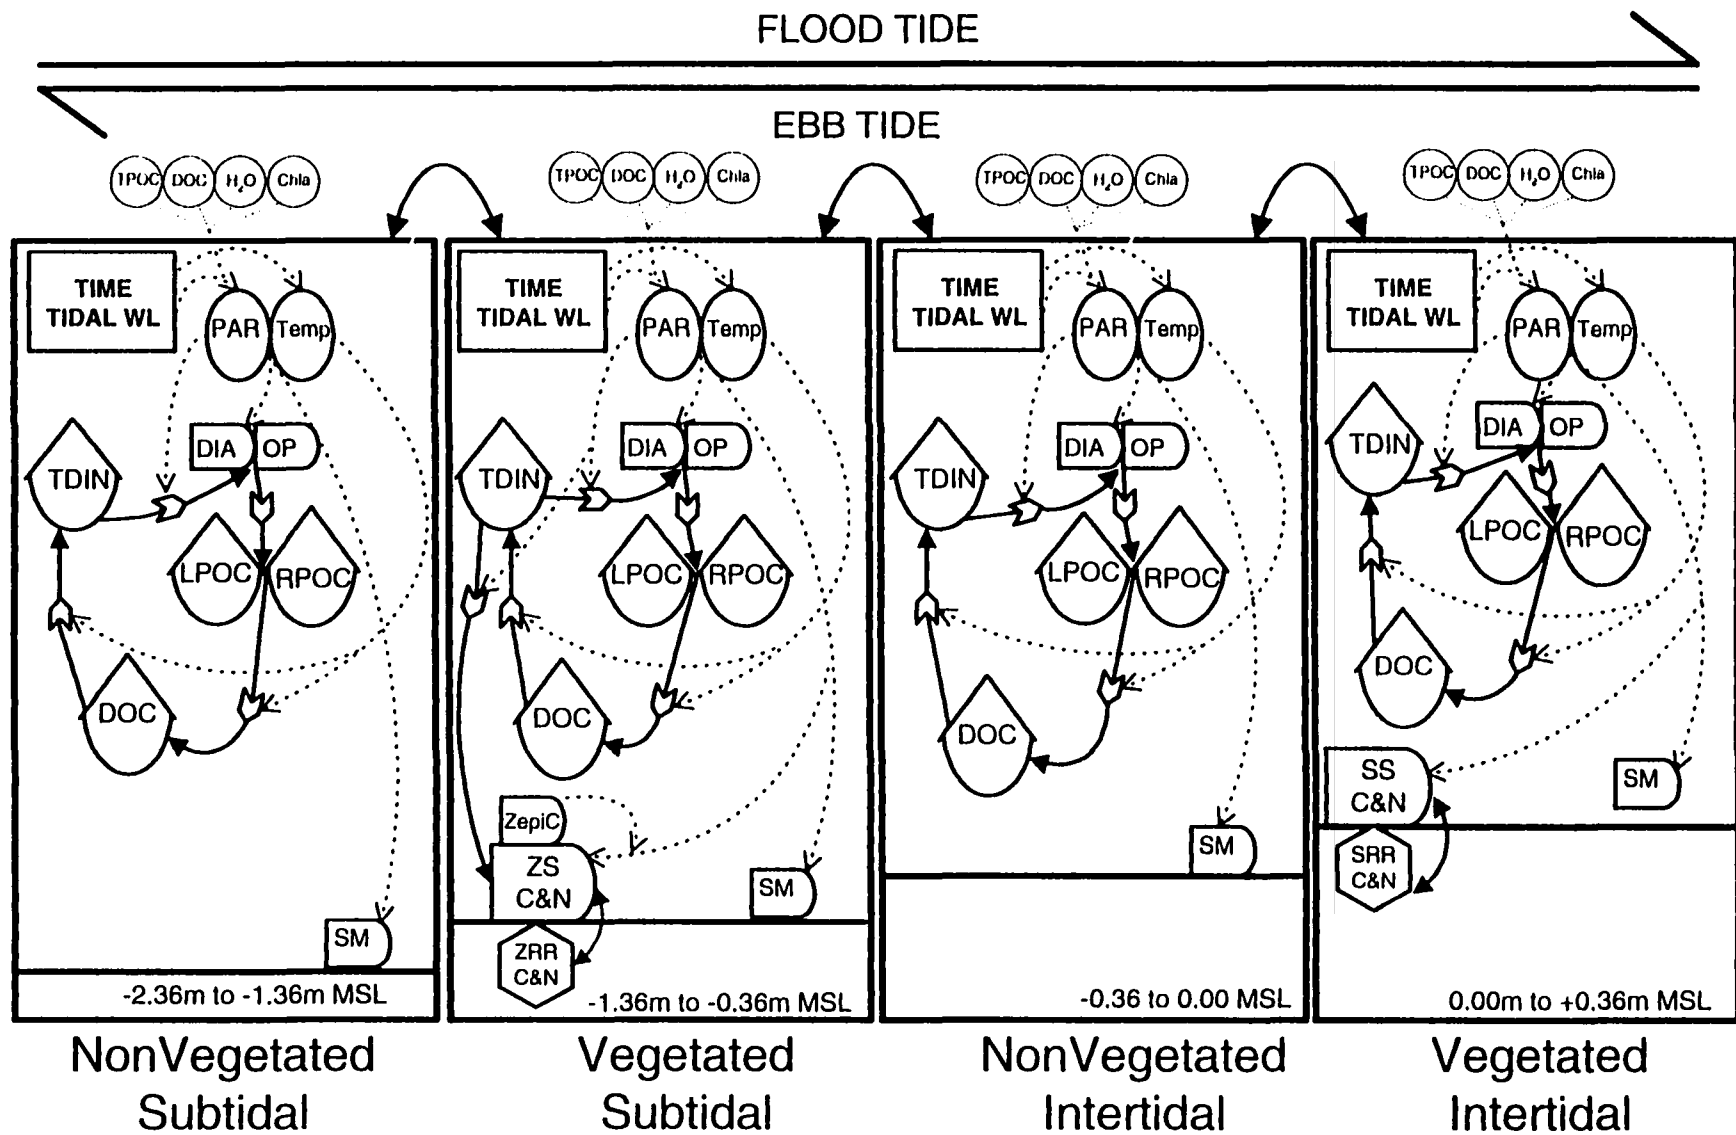 FLOOD TIDE
EBB TIDE
TPOC DOC H₂O Chla
TIME
TIDAL WL
PAR Temp
DIA OP
TDIN
LPOC RPOC
DOC
SM
-2.36m to -1.36m MSL
NonVegetated
Subtidal
TPOC DOC H₂O Chla
TIME
TIDAL WL
PAR Temp
DIA OP
TDIN
LPOC RPOC
DOC
ZepiC
ZS
C&N
SM
ZRR
C&N
-1.36m to -0.36m MSL
Vegetated
Subtidal
TPOC DOC H₂O Chla
TIME
TIDAL WL
PAR Temp
DIA OP
TDIN
LPOC RPOC
DOC
SM
-0.36 to 0.00 MSL
NonVegetated
Intertidal
TPOC DOC H₂O Chla
TIME
TIDAL WL
PAR Temp
DIA OP
TDIN
LPOC RPOC
DOC
SS
C&N
SM
SRR
C&N
0.00m to +0.36m MSL
Vegetated
Intertidal